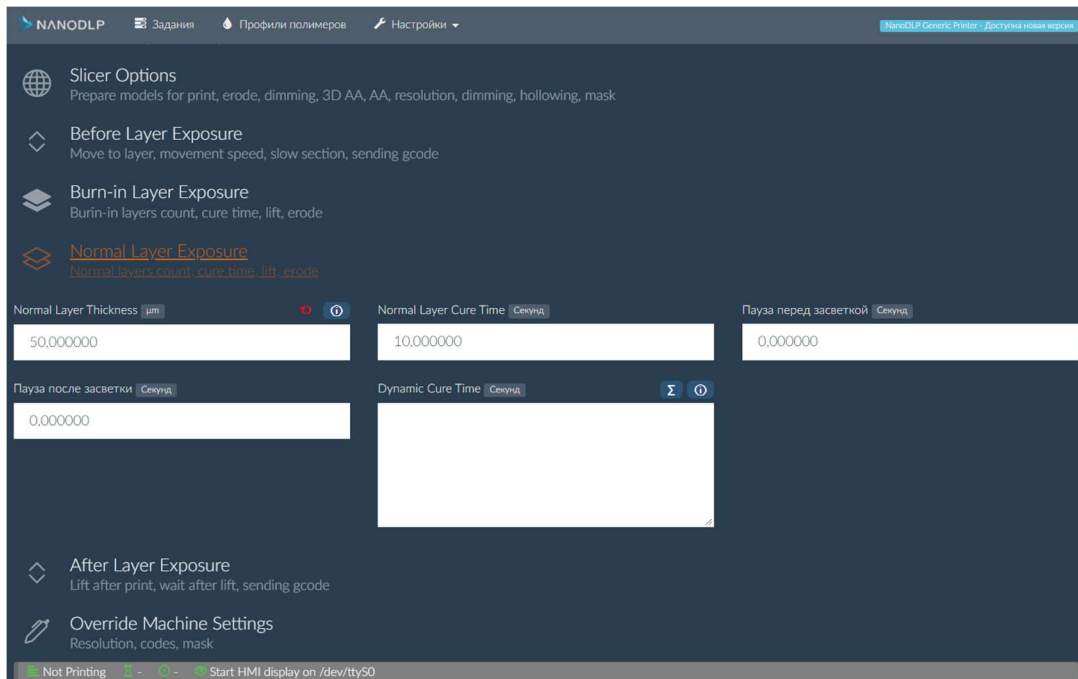 NANODLP Задания Профили полимеров Настройки NanoDLP Generic Printer - Доступна новая версия
Slicer Options
Prepare models for print, erode, dimming, 3D AA, AA, resolution, dimming, hollowing, mask
Before Layer Exposure
Move to layer, movement speed, slow section, sending gcode
Burn-in Layer Exposure
Burin-in layers count, cure time, lift, erode
Normal Layer Exposure
Normal layers count, cure time, lift, erode
Normal Layer Thickness µm Normal Layer Cure Time Секунд Пауза перед засветкой Секунд
50,000000 10,000000 0,000000
Пауза после засветки Секунд Dynamic Cure Time Секунд Σ
0,000000
After Layer Exposure
Lift after print, wait after lift, sending gcode
Override Machine Settings
Resolution, codes, mask
Not Printing - - Start HMI display on /dev/ttyS0